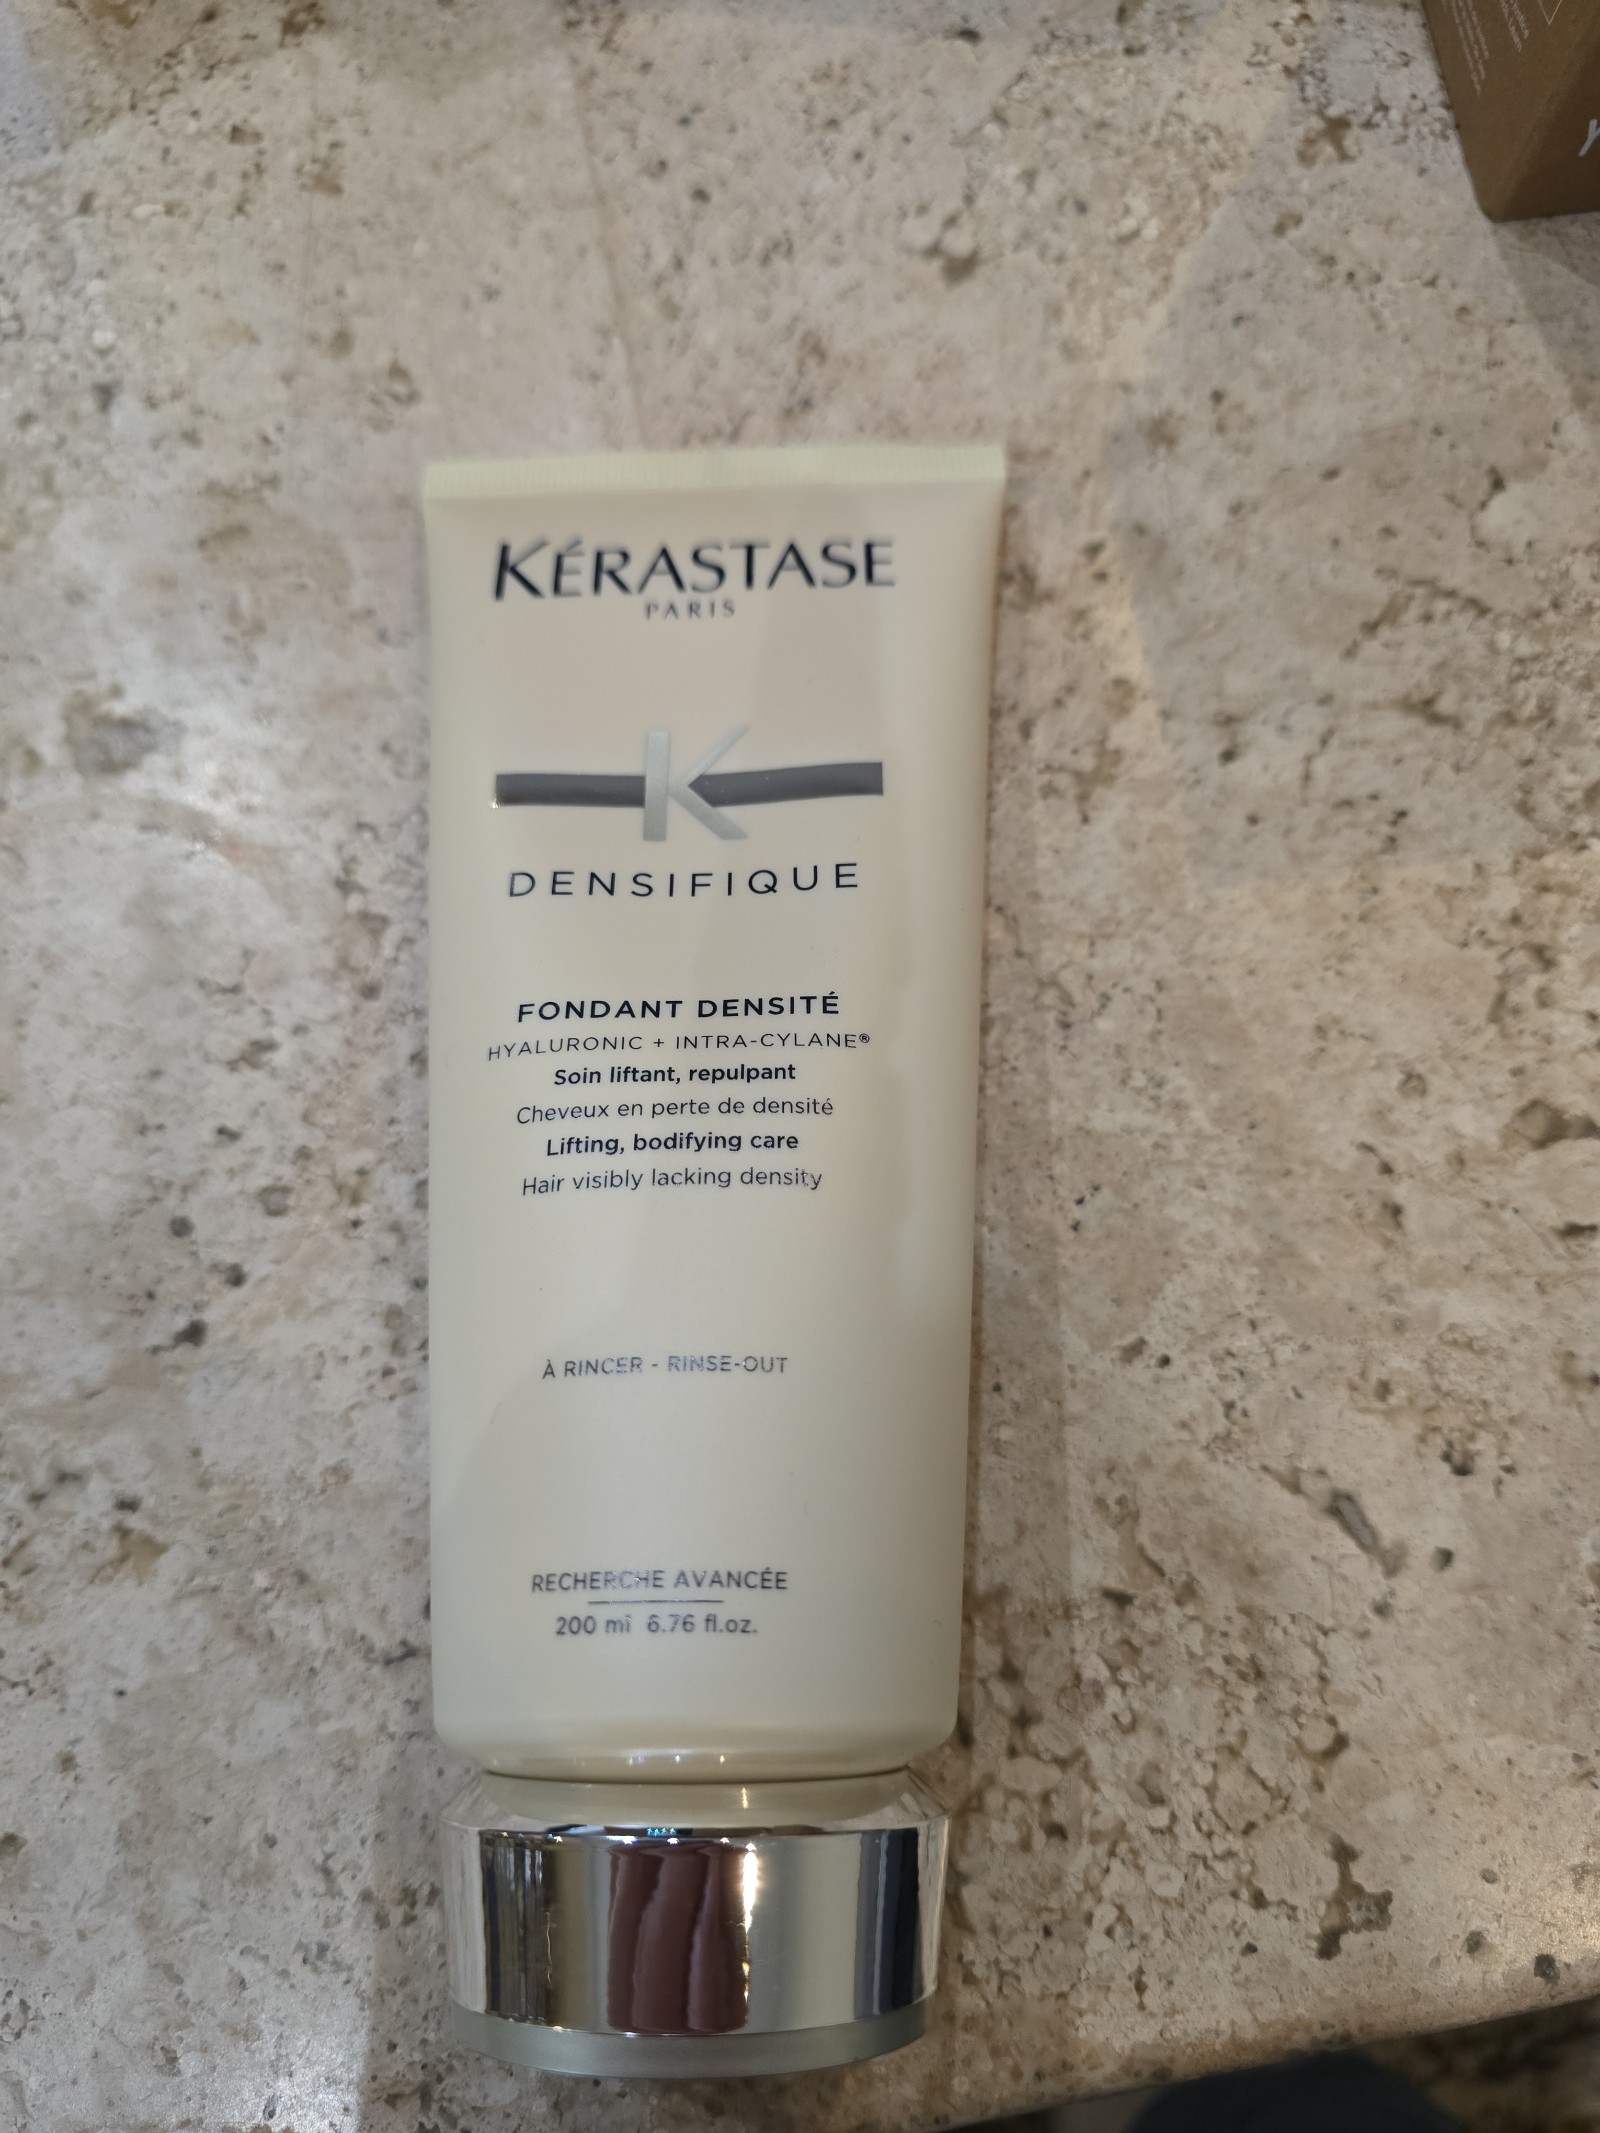 KÉRASTASE
PARIS
K
DENSIFIQUE
FONDANT DENSITÉ
HYALURONIC + INTRA-CYLANE®
Soin liftant, repulpant
Cheveux en perte de densité
Lifting, bodifying care
Hair visibly lacking density
À RINCER - RINSE-OUT
RECHERCHE AVANCÉE
200 ml 6.76 fl.oz.